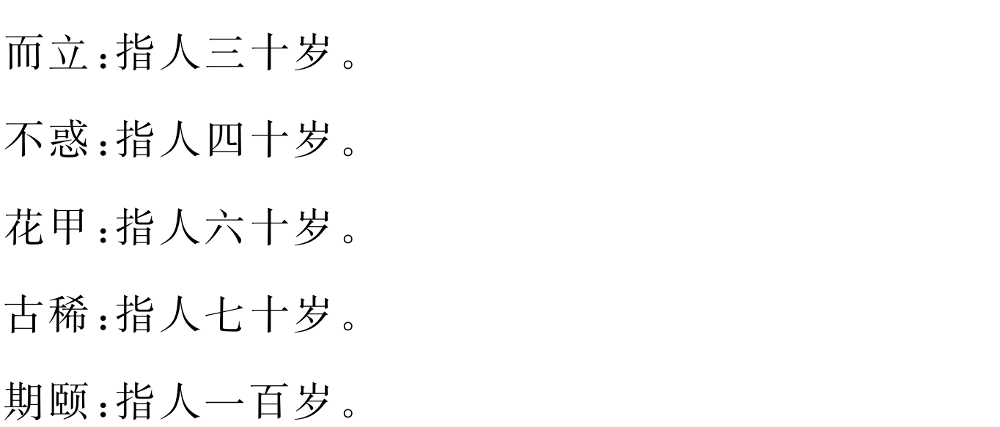 而立:指人三十岁。
不惑:指人四十岁。
花甲:指人六十岁。
古稀:指人七十岁。
期颐:指人一百岁。